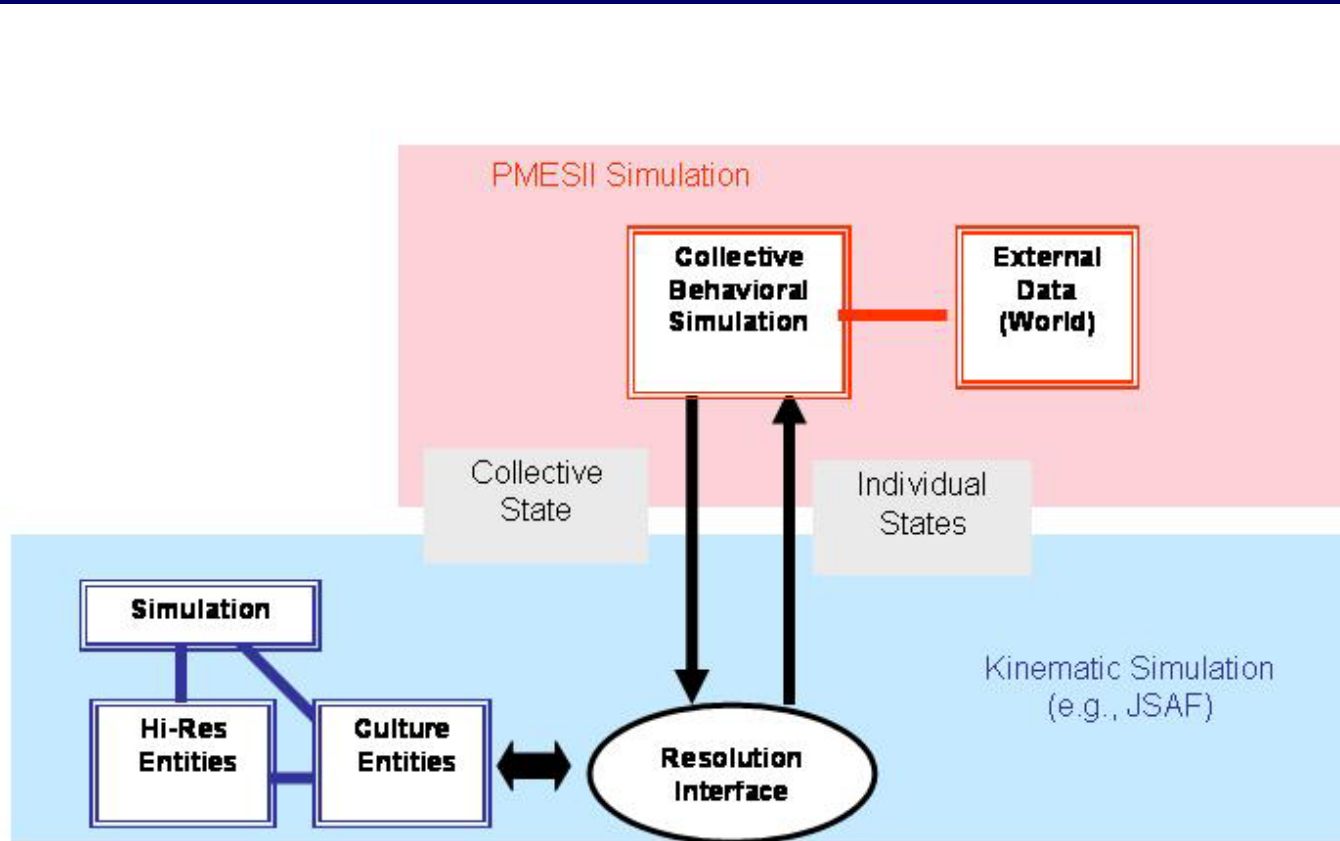 PMESII Simulation
Collective
Behavioral
Simulation
External
Data
(World)
Collective
State
Individual
States
Simulation
Kinematic Simulation
(e.g., JSAF)
Hi-Res
Entities
Culture
Entities
Resolution
Interface